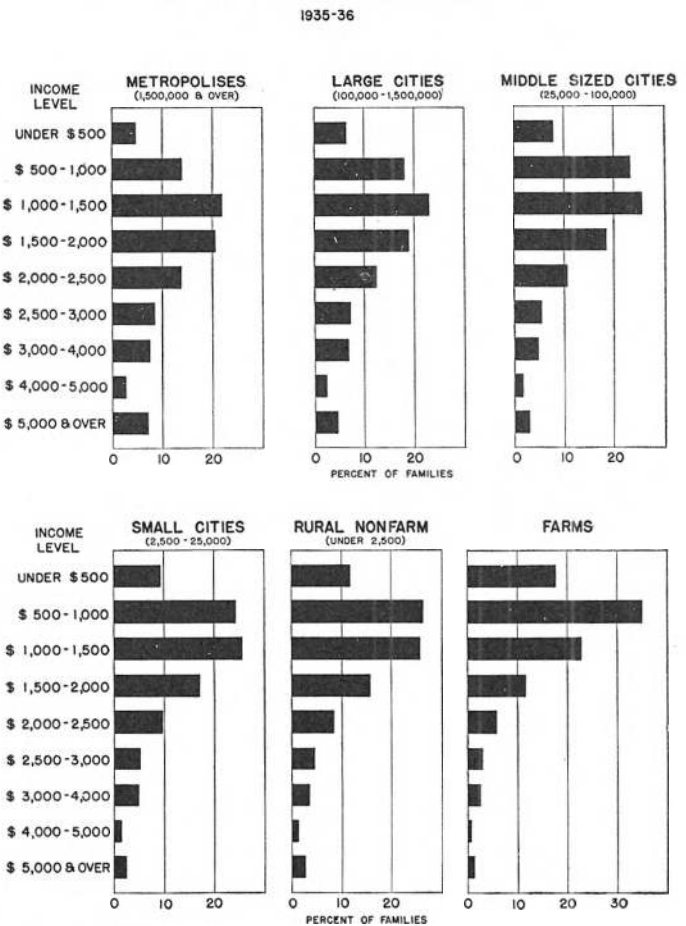 1935-36
INCOME LEVEL
METROPOLISES
(1,500,000 & OVER)
LARGE CITIES
(100,000 - 1,500,000)
MIDDLE SIZED CITIES
(25,000 - 100,000)
UNDER $500
$ 500 - 1,000
$ 1,000 - 1,500
$ 1,500 - 2,000
$ 2,000 - 2,500
$ 2,500 - 3,000
$ 3,000 - 4,000
$ 4,000 - 5,000
$ 5,000 & OVER
0 10 20
0 10 20
0 10 20
PERCENT OF FAMILIES
INCOME LEVEL
SMALL CITIES
(2,500 - 25,000)
RURAL NONFARM
(UNDER 2,500)
FARMS
UNDER $500
$ 500 - 1,000
$ 1,000 - 1,500
$ 1,500 - 2,000
$ 2,000 - 2,500
$ 2,500 - 3,000
$ 3,000 - 4,000
$ 4,000 - 5,000
$ 5,000 & OVER
0 10 20
0 10 20
0 10 20 30
PERCENT OF FAMILIES